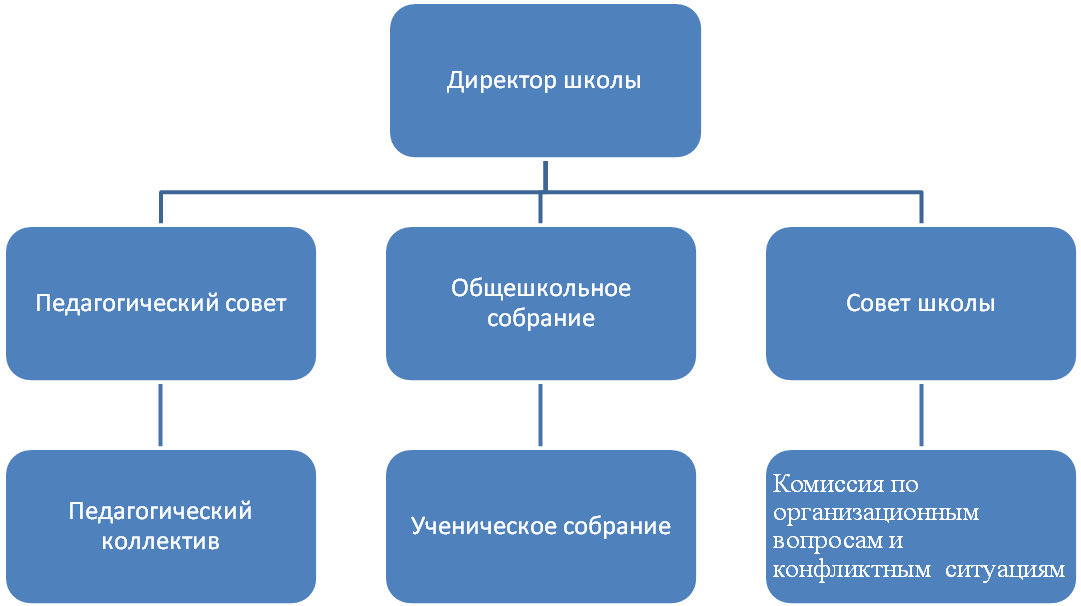 Директор школы
Педагогический совет
Общешкольное
собрание
Совет школы
Педагогический
коллектив
Ученическое собрание
Комиссия по
организационным
вопросам и
конфликтным ситуациям